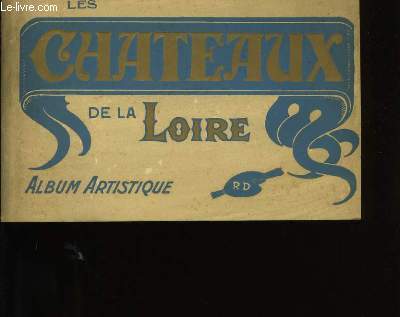 Le-livre.com
LES
CHATEAUX
DE LA LOIRE
ALBUM ARTISTIQUE
RD